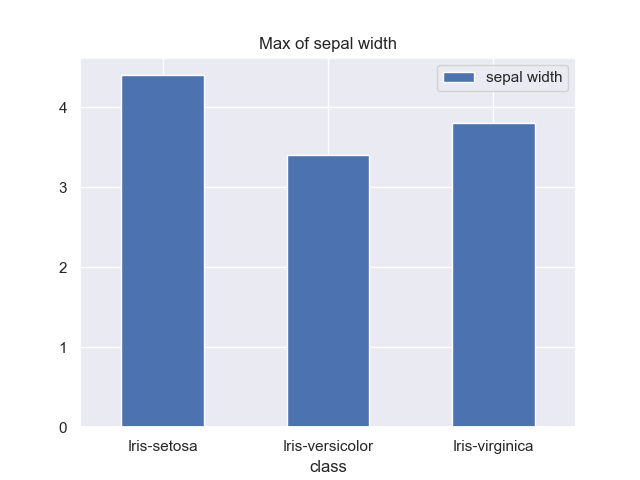 Max of sepal width
sepal width
4
3
2
1
0
Iris-setosa Iris-versicolor Iris-virginica
class